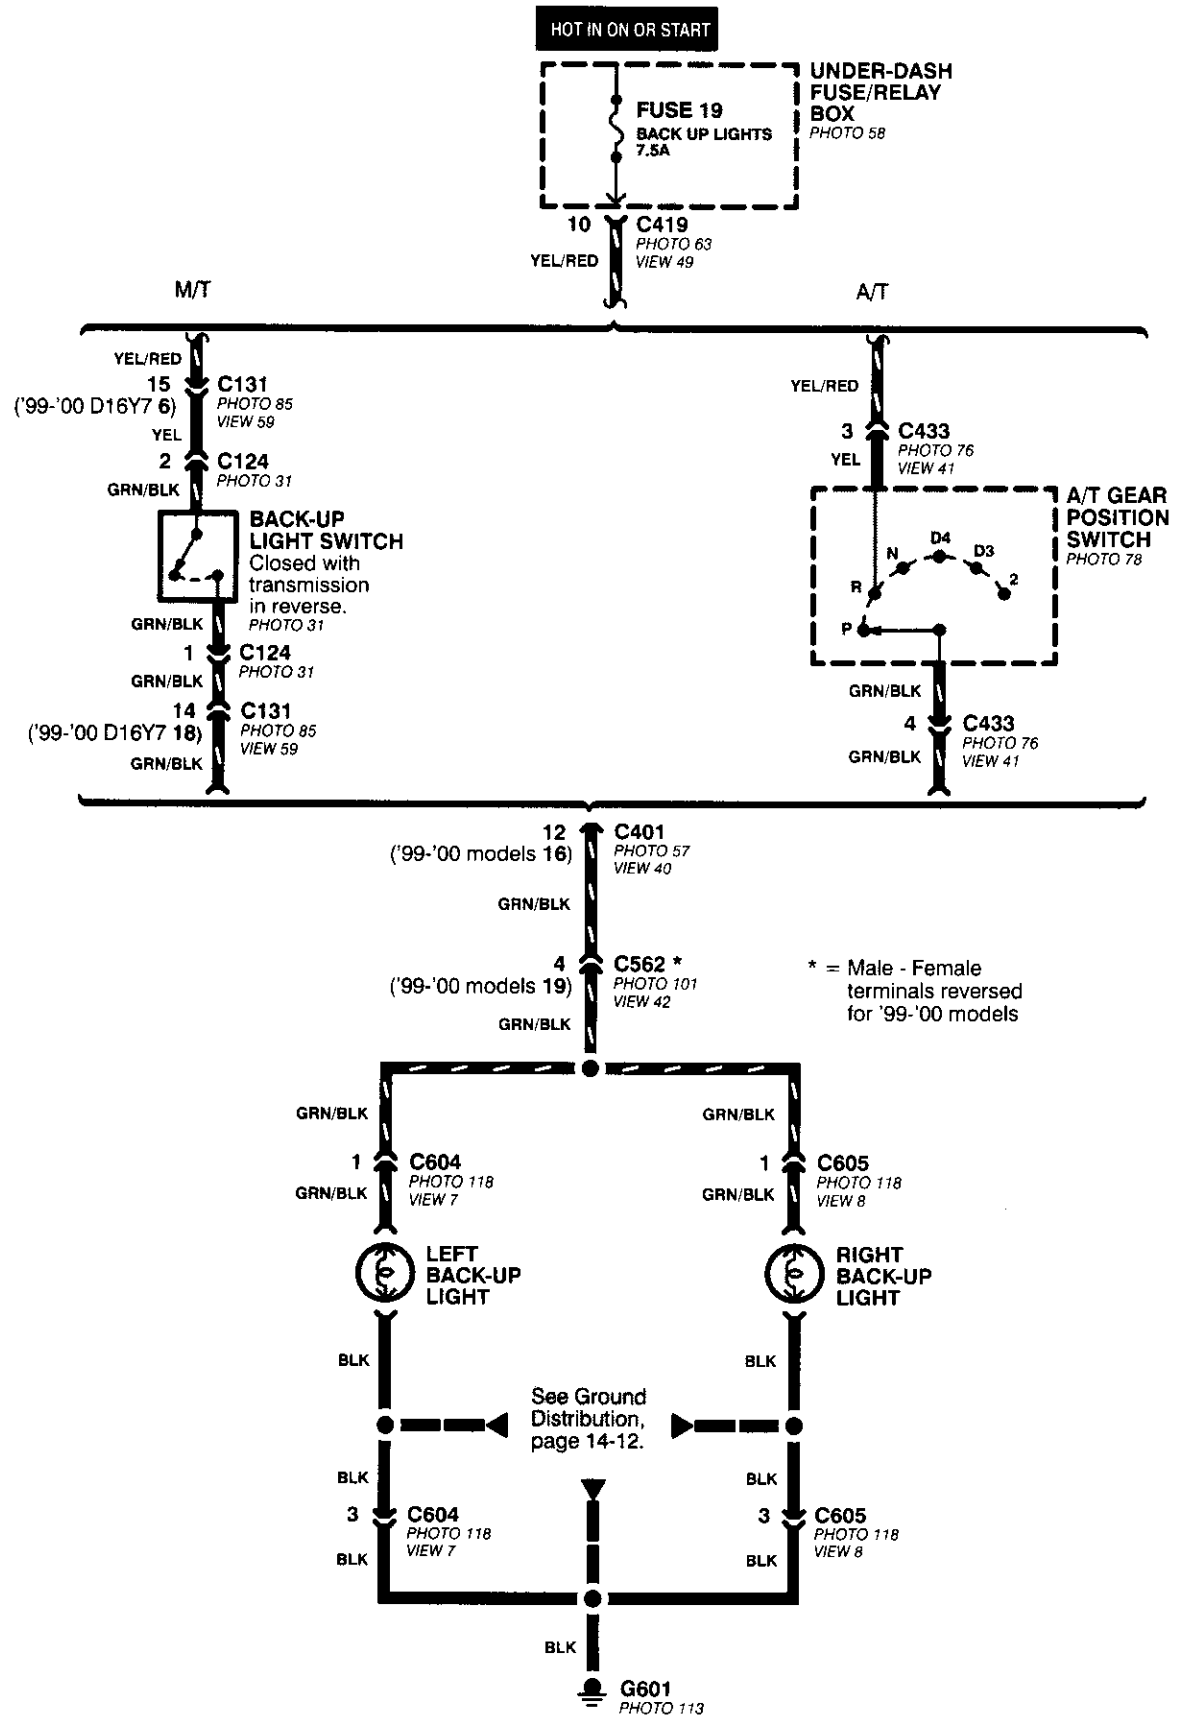 HOT IN ON OR START
UNDER-DASH
FUSE/RELAY
BOX
PHOTO 58
FUSE 19
BACK UP LIGHTS
7.5A
10
C419
PHOTO 63
VIEW 49
YEL/RED
M/T
A/T
YEL/RED
15
C131
('99-'00 D16Y7 6)
PHOTO 85
VIEW 59
YEL
2
C124
PHOTO 31
GRN/BLK
BACK-UP
LIGHT SWITCH
Closed with
transmission
in reverse.
PHOTO 31
GRN/BLK
1
C124
PHOTO 31
GRN/BLK
14
C131
('99-'00 D16Y7 18)
PHOTO 85
VIEW 59
GRN/BLK
YEL/RED
3
C433
PHOTO 76
VIEW 41
YEL
A/T GEAR
POSITION
SWITCH
PHOTO 78
P
R
N
D4
D3
2
GRN/BLK
4
C433
PHOTO 76
VIEW 41
GRN/BLK
12
C401
('99-'00 models 16)
PHOTO 57
VIEW 40
GRN/BLK
4
C562 *
('99-'00 models 19)
PHOTO 101
VIEW 42
GRN/BLK
* = Male - Female
terminals reversed
for '99-'00 models
GRN/BLK
1
C604
PHOTO 118
VIEW 7
GRN/BLK
LEFT
BACK-UP
LIGHT
GRN/BLK
1
C605
PHOTO 118
VIEW 8
GRN/BLK
RIGHT
BACK-UP
LIGHT
BLK
BLK
See Ground
Distribution,
page 14-12.
BLK
3
C604
PHOTO 118
VIEW 7
BLK
BLK
3
C605
PHOTO 118
VIEW 8
BLK
BLK
G601
PHOTO 113